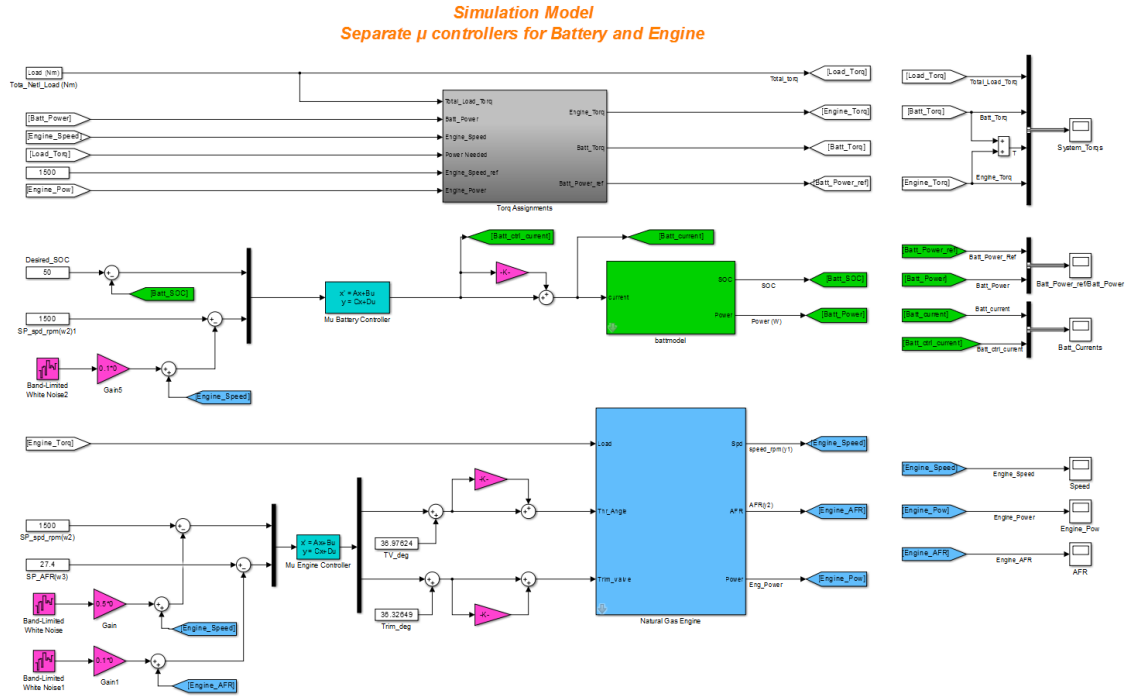 Simulation Model
Separate µ controllers for Battery and Engine
Load (Nm)
Tota_Netl_Load (Nm)
Total_torq
[Load_Torq]
[Batt_Power]
[Engine_Speed]
[Load_Torq]
1500
[Engine_Pow]
Total_Load_Torq
Batt_Power
Engine_Speed
Power Needed
Engine_Speed_ref
Engine_Power
Engine_Torq
Batt_Torq
Batt_Power_ref
Torq Assignments
[Engine_Torq]
[Batt_Torq]
[Batt_Power_ref]
[Load_Torq]
Total_Load_Torq
[Batt_Torq]
Batt_Torq
T
[Engine_Torq]
Engine_Torq
System_Torqs
Desired_SOC
50
[Batt_SOC]
1500
SP_spd_rpm(w2)1
Band-Limited
White Noise2
0.1*0
Gain5
[Engine_Speed]
x' = Ax+Bu
y = Cx+Du
Mu Battery Controller
[Batt_ctrl_current]
-K-
[Batt_current]
current
SOC
Power
battmodel
SOC
Power (W)
[Batt_SOC]
[Batt_Power]
[Batt_Power_ref]
Batt_Power_Ref
[Batt_Power]
Batt_Power
Batt_Power_ref/Batt_Power
[Batt_current]
Batt_current
[Batt_ctrl_current]
Batt_ctrl_current
Batt_Currents
[Engine_Torq]
1500
SP_spd_rpm(w2)
27.4
SP_AFR(w3)
Band-Limited
White Noise
0.5*0
Gain
[Engine_Speed]
Band-Limited
White Noise1
0.1*0
Gain1
[Engine_AFR]
x' = Ax+Bu
y = Cx+Du
Mu Engine Controller
-K-
36.97624
TV_deg
36.32649
Trim_deg
-K-
Load
Thr_Angle
Trim_valve
Spd
AFR
Power
Natural Gas Engine
speed_rpm(y1)
AFR(y2)
Eng_Power
[Engine_Speed]
[Engine_AFR]
[Engine_Pow]
[Engine_Speed]
Engine_Speed
Speed
[Engine_Pow]
Engine_Power
Engine_Pow
[Engine_AFR]
Engine_AFR
AFR